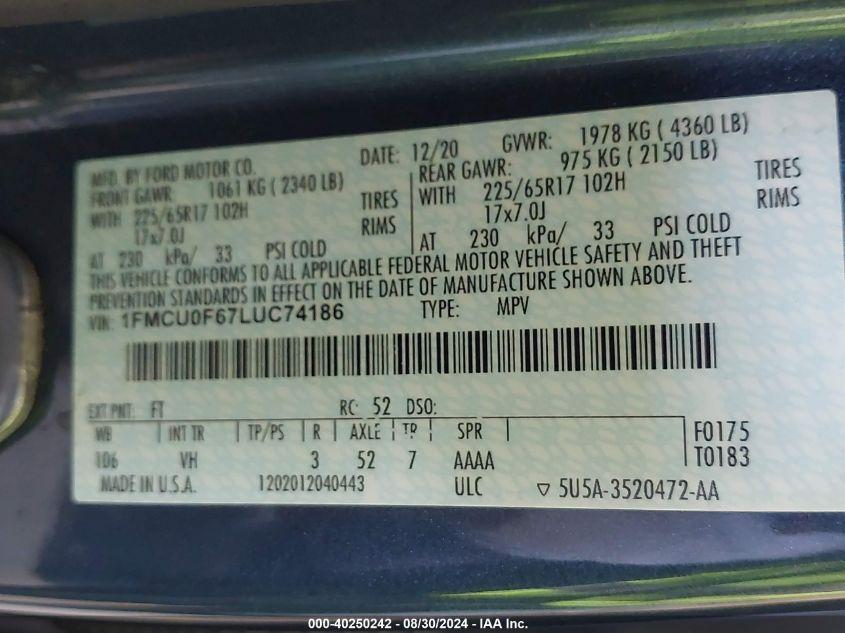 MFD. BY FORD MOTOR CO. DATE: 12/20 GVWR: 1978 KG ( 4360 LB)
FRONT GAWR: 1061 KG ( 2340 LB) REAR GAWR: 975 KG ( 2150 LB)
WITH 225/65R17 102H TIRES WITH 225/65R17 102H TIRES
17x7.0J RIMS 17x7.0J RIMS
AT 230 kPa/ 33 PSI COLD AT 230 kPa/ 33 PSI COLD
THIS VEHICLE CONFORMS TO ALL APPLICABLE FEDERAL MOTOR VEHICLE SAFETY AND THEFT
PREVENTION STANDARDS IN EFFECT ON THE DATE OF MANUFACTURE SHOWN ABOVE.
VIN: 1FMCU0F67LUC74186 TYPE: MPV
EXT PNT: FT RC: 52 DSO:
WB INT TR TP/PS R AXLE TR SPR F0175
106 VH 3 52 7 AAAA T0183
MADE IN U.S.A. 1202012040443 ULC ▽ 5U5A-3520472-AA
000-40250242 - 08/30/2024 - IAA Inc.